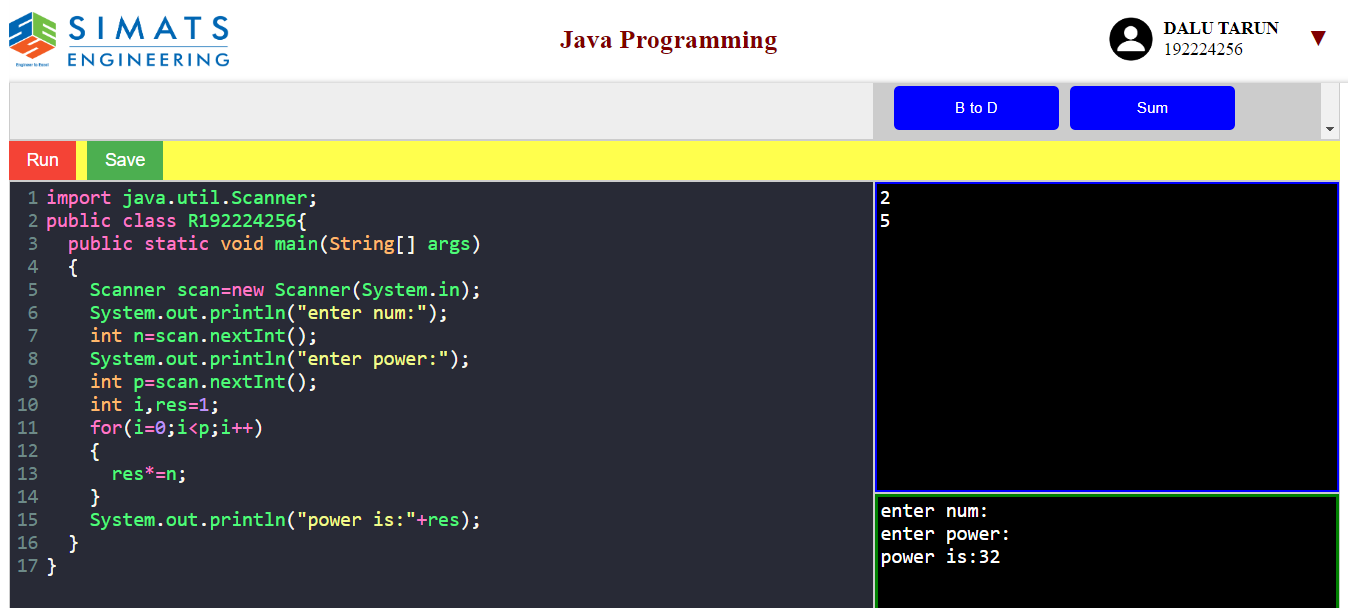 SIMATS
ENGINEERING
Engineer to Excel
Java Programming
DALU TARUN
192224256
▼
B to D
Sum
Run
Save
1 import java.util.Scanner;
2 public class R192224256{
3   public static void main(String[] args)
4   {
5     Scanner scan=new Scanner(System.in);
6     System.out.println("enter num:");
7     int n=scan.nextInt();
8     System.out.println("enter power:");
9     int p=scan.nextInt();
10     int i,res=1;
11     for(i=0;i<p;i++)
12     {
13       res*=n;
14     }
15     System.out.println("power is:"+res);
16   }
17 }
2
5
enter num:
enter power:
power is:32